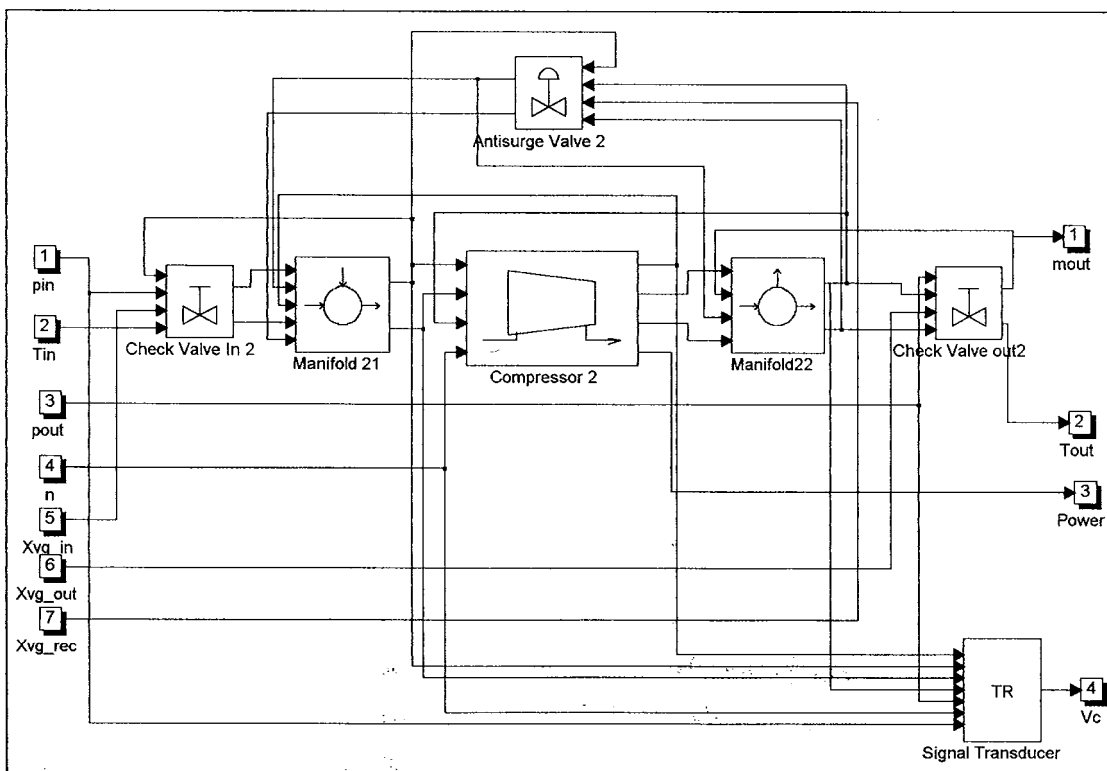 Antisurge Valve 2
1
pin
2
Tin
Check Valve In 2
Manifold 21
Compressor 2
Manifold22
Check Valve out2
1
mout
3
pout
2
Tout
4
n
3
Power
5
Xvg_in
6
Xvg_out
7
Xvg_rec
TR
Signal Transducer
4
Vc